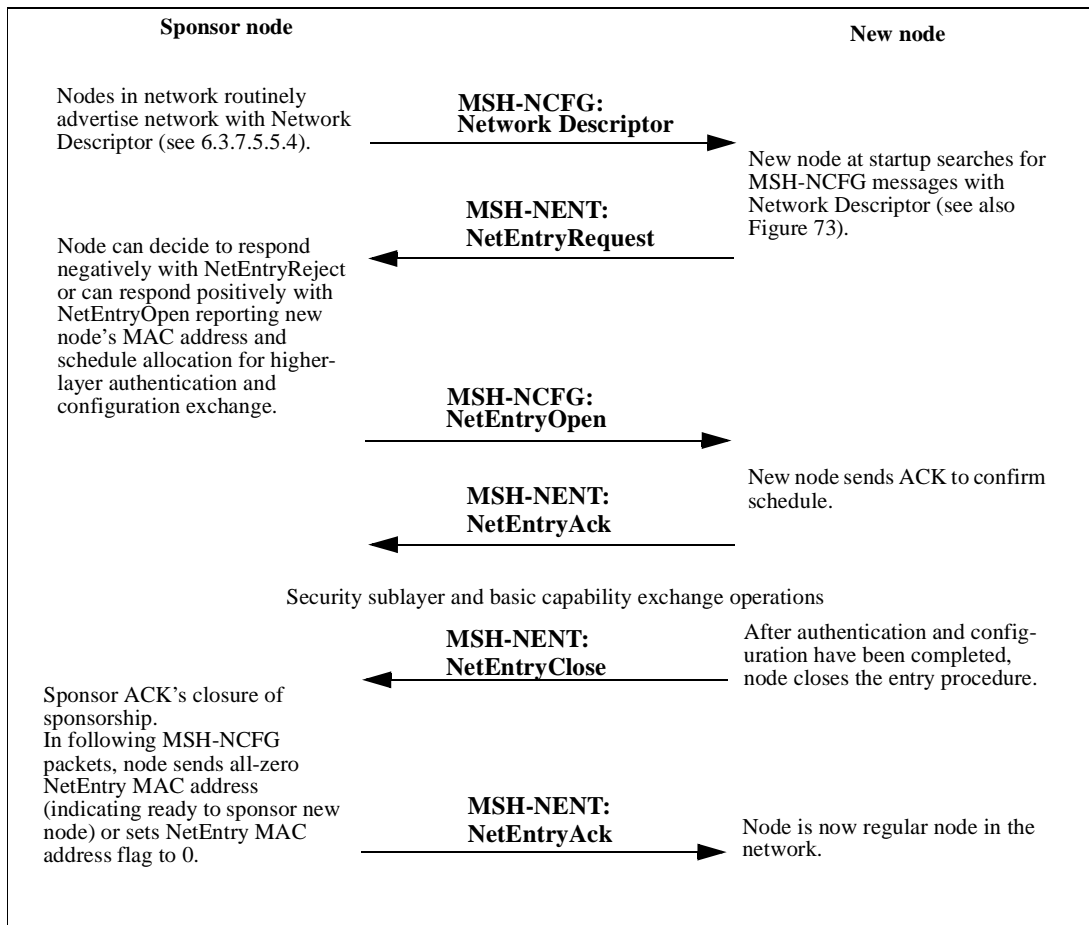 Sponsor node
New node
Nodes in network routinely
advertise network with Network
Descriptor (see 6.3.7.5.5.4).
MSH-NCFG:
Network Descriptor
New node at startup searches for
MSH-NCFG messages with
Network Descriptor (see also
Figure 73).
MSH-NENT:
NetEntryRequest
Node can decide to respond
negatively with NetEntryReject
or can respond positively with
NetEntryOpen reporting new
node’s MAC address and
schedule allocation for higher-
layer authentication and
configuration exchange.
MSH-NCFG:
NetEntryOpen
New node sends ACK to confirm
schedule.
MSH-NENT:
NetEntryAck
Security sublayer and basic capability exchange operations
MSH-NENT:
NetEntryClose
After authentication and config-
uration have been completed,
node closes the entry procedure.
Sponsor ACK’s closure of
sponsorship.
In following MSH-NCFG
packets, node sends all-zero
NetEntry MAC address
(indicating ready to sponsor new
node) or sets NetEntry MAC
address flag to 0.
MSH-NENT:
NetEntryAck
Node is now regular node in the
network.